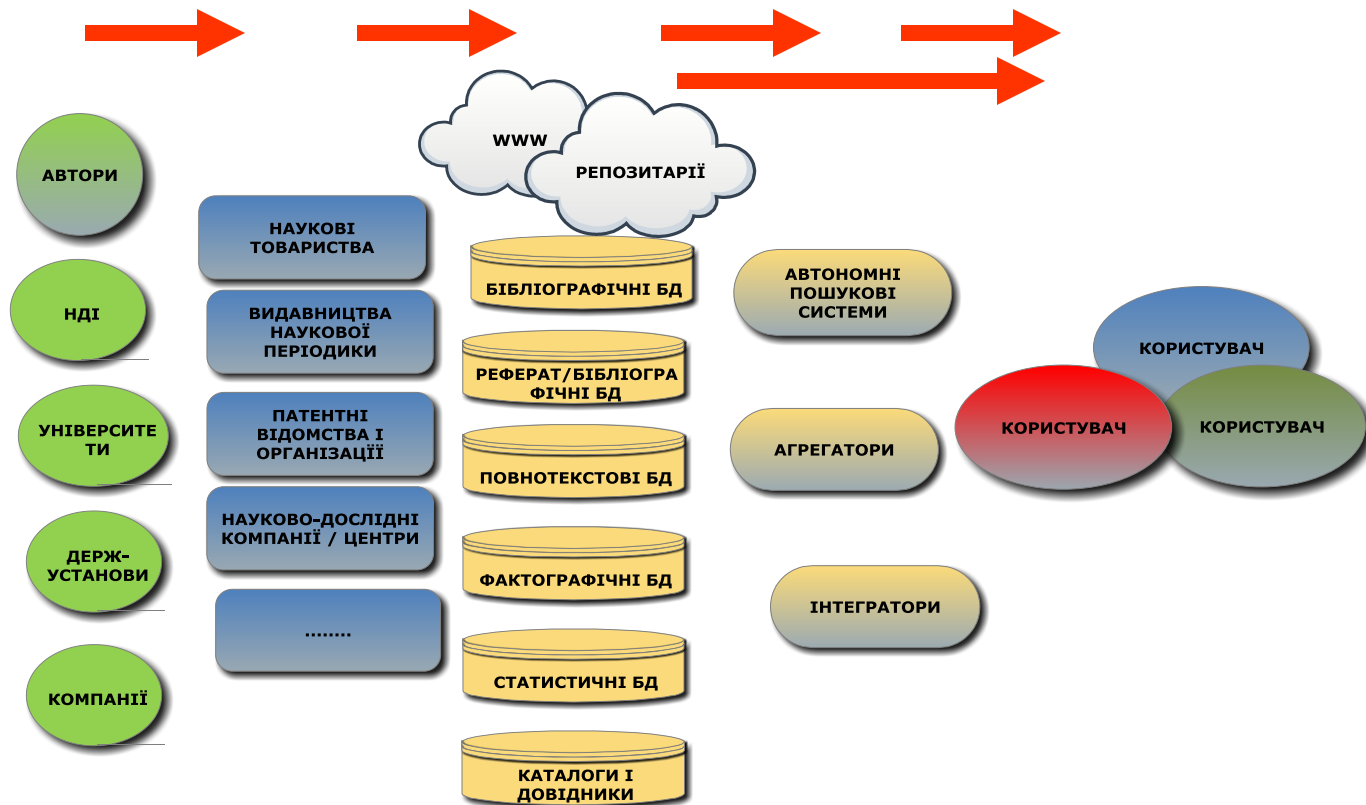 АВТОРИ
НДІ
УНІВЕРСИТЕ
ТИ
ДЕРЖ-
УСТАНОВИ
КОМПАНІЇ
НАУКОВІ
ТОВАРИСТВА
ВИДАВНИЦТВА
НАУКОВОЇ
ПЕРІОДИКИ
ПАТЕНТНІ
ВІДОМСТВА І
ОРГАНІЗАЦІЇЇ
НАУКОВО-ДОСЛІДНІ
КОМПАНІЇ / ЦЕНТРИ
........
WWW
РЕПОЗИТАРІЇ
БІБЛІОГРАФІЧНІ БД
РЕФЕРАТ/БІБЛІОГРА
ФІЧНІ БД
ПОВНОТЕКСТОВІ БД
ФАКТОГРАФІЧНІ БД
СТАТИСТИЧНІ БД
КАТАЛОГИ І
ДОВІДНИКИ
АВТОНОМНІ
ПОШУКОВІ
СИСТЕМИ
АГРЕГАТОРИ
ІНТЕГРАТОРИ
КОРИСТУВАЧ
КОРИСТУВАЧ
КОРИСТУВАЧ